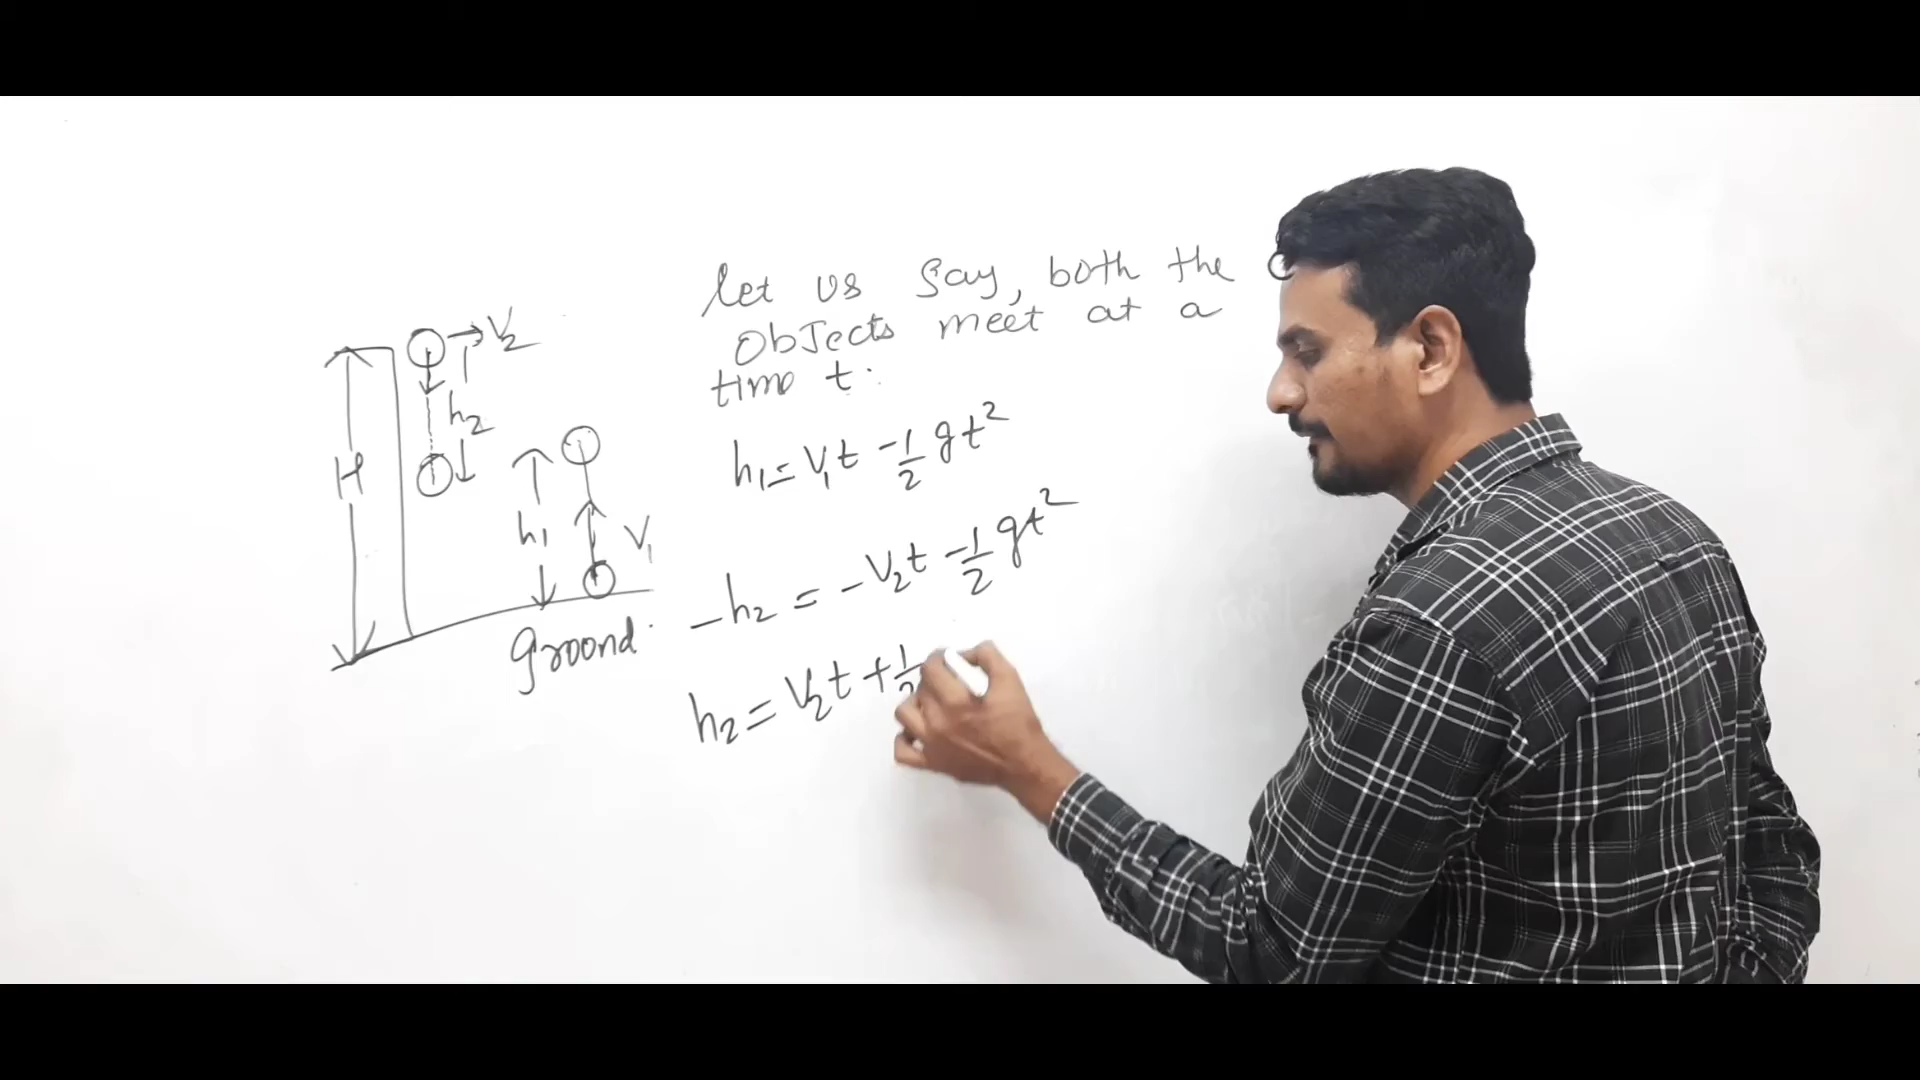 let us say, both the
Objects meet at a
time t.
V₂
H
h₂
h₁
V₁
ground
h₁ = V₁t - 1/2 gt²
-h₂ = -V₂t - 1/2 gt²
h₂ = V₂t + 1/2